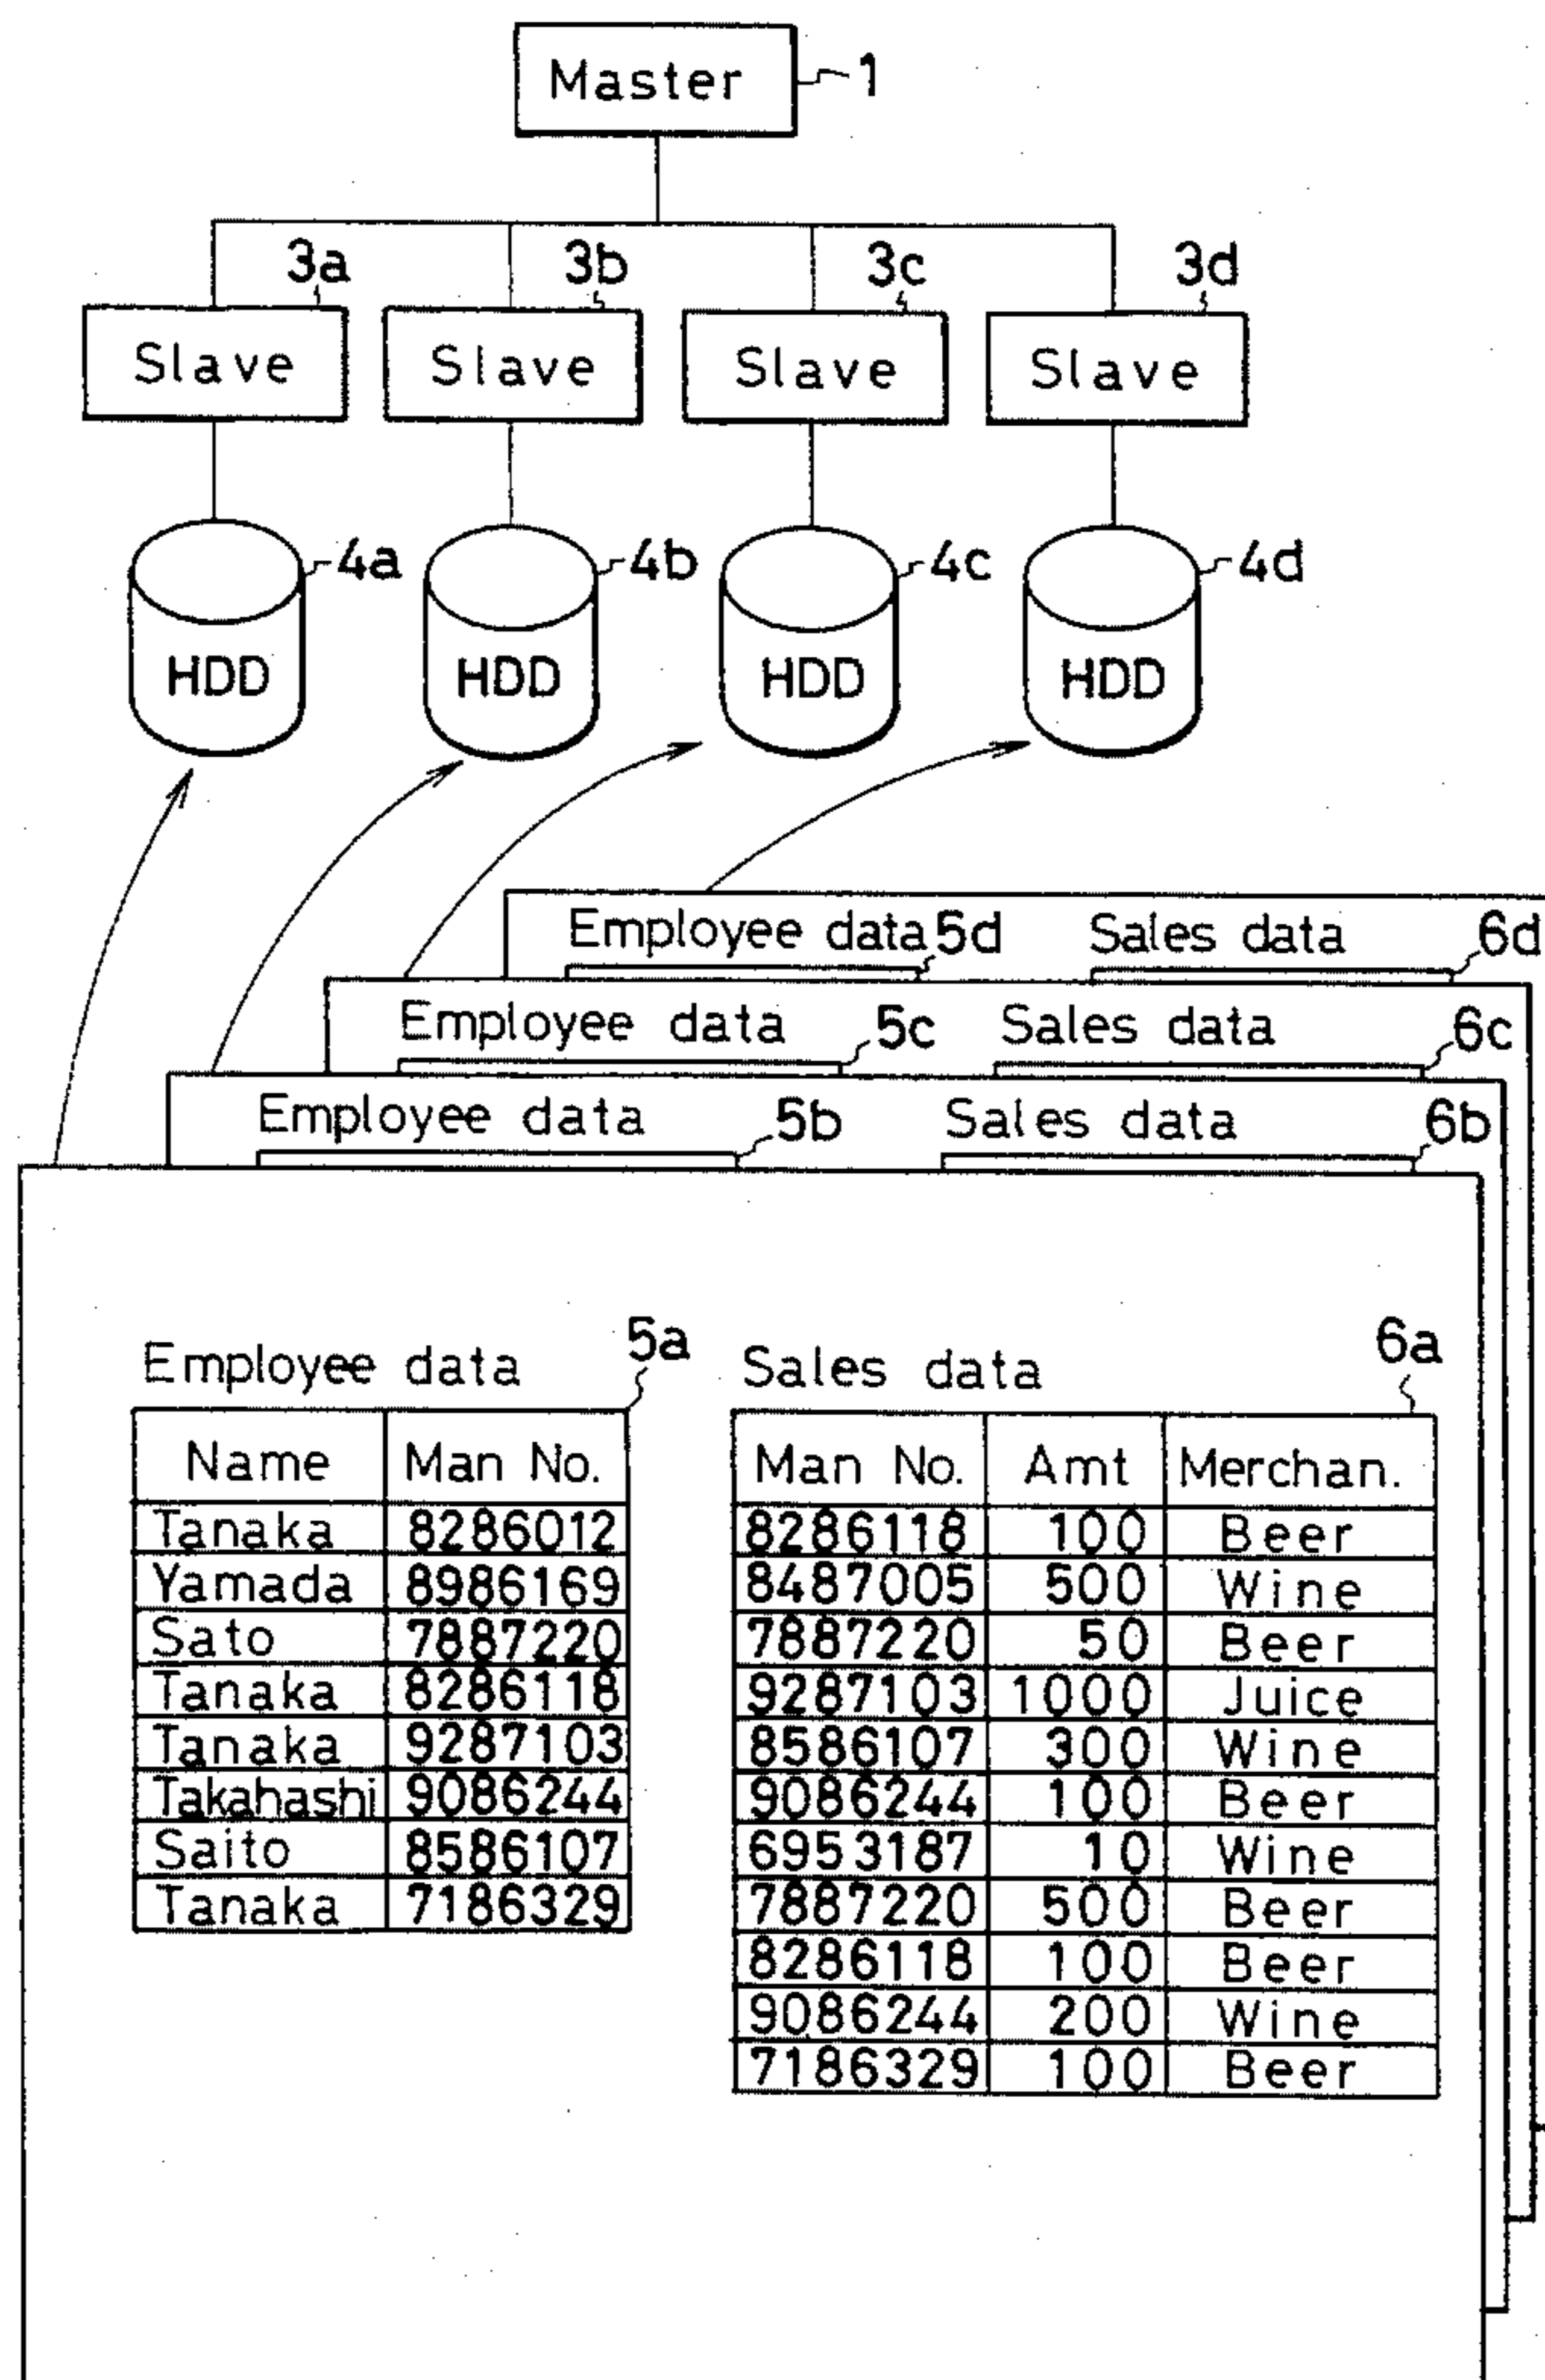 Master 1
3a 3b 3c 3d
Slave Slave Slave Slave
4a 4b 4c 4d
HDD HDD HDD HDD
Employee data 5d Sales data 6d
Employee data 5c Sales data 6c
Employee data 5b Sales data 6b
Employee data 5a Sales data 6a
Name Man No. Man No. Amt Merchan.
Tanaka 8286012 8286118 100 Beer
Yamada 8986169 8487005 500 Wine
Sato 7887220 7887220 50 Beer
Tanaka 8286118 9287103 1000 Juice
Tanaka 9287103 8586107 300 Wine
Takahashi 9086244 9086244 100 Beer
Saito 8586107 6953187 10 Wine
Tanaka 7186329 7887220 500 Beer
8286118 100 Beer
9086244 200 Wine
7186329 100 Beer